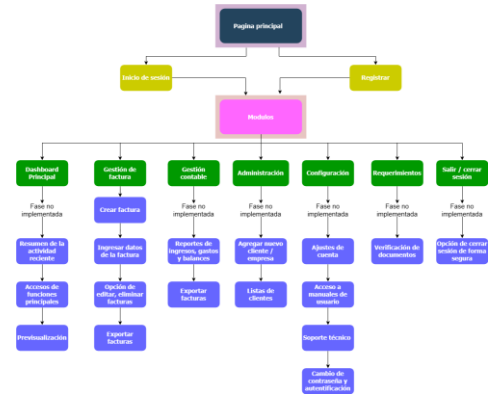 Pagina principal
Inicio de sesión
Registrar
Modulos
Dashboard
Principal
Gestión de
factura
Gestión
contable
Administración
Configuración
Requerimientos
Salir / cerrar
sesión
Fase no
implementada
Crear factura
Fase no
implementada
Fase no
implementada
Fase no
implementada
Fase no
implementada
Fase no
implementada
Resumen de la
actividad
reciente
Ingresar datos
de la factura
Reportes de
ingresos, gastos
y balances
Agregar nuevo
cliente /
empresa
Ajustes de
cuenta
Verificación de
documentos
Opción de cerrar
sesión de forma
segura
Accesos de
funciones
principales
Opción de
editar, eliminar
facturas
Exportar
facturas
Listas de
clientes
Acceso a
manuales de
usuario
Previsualización
Exportar
facturas
Soporte técnico
Cambio de
contraseña y
autentificación